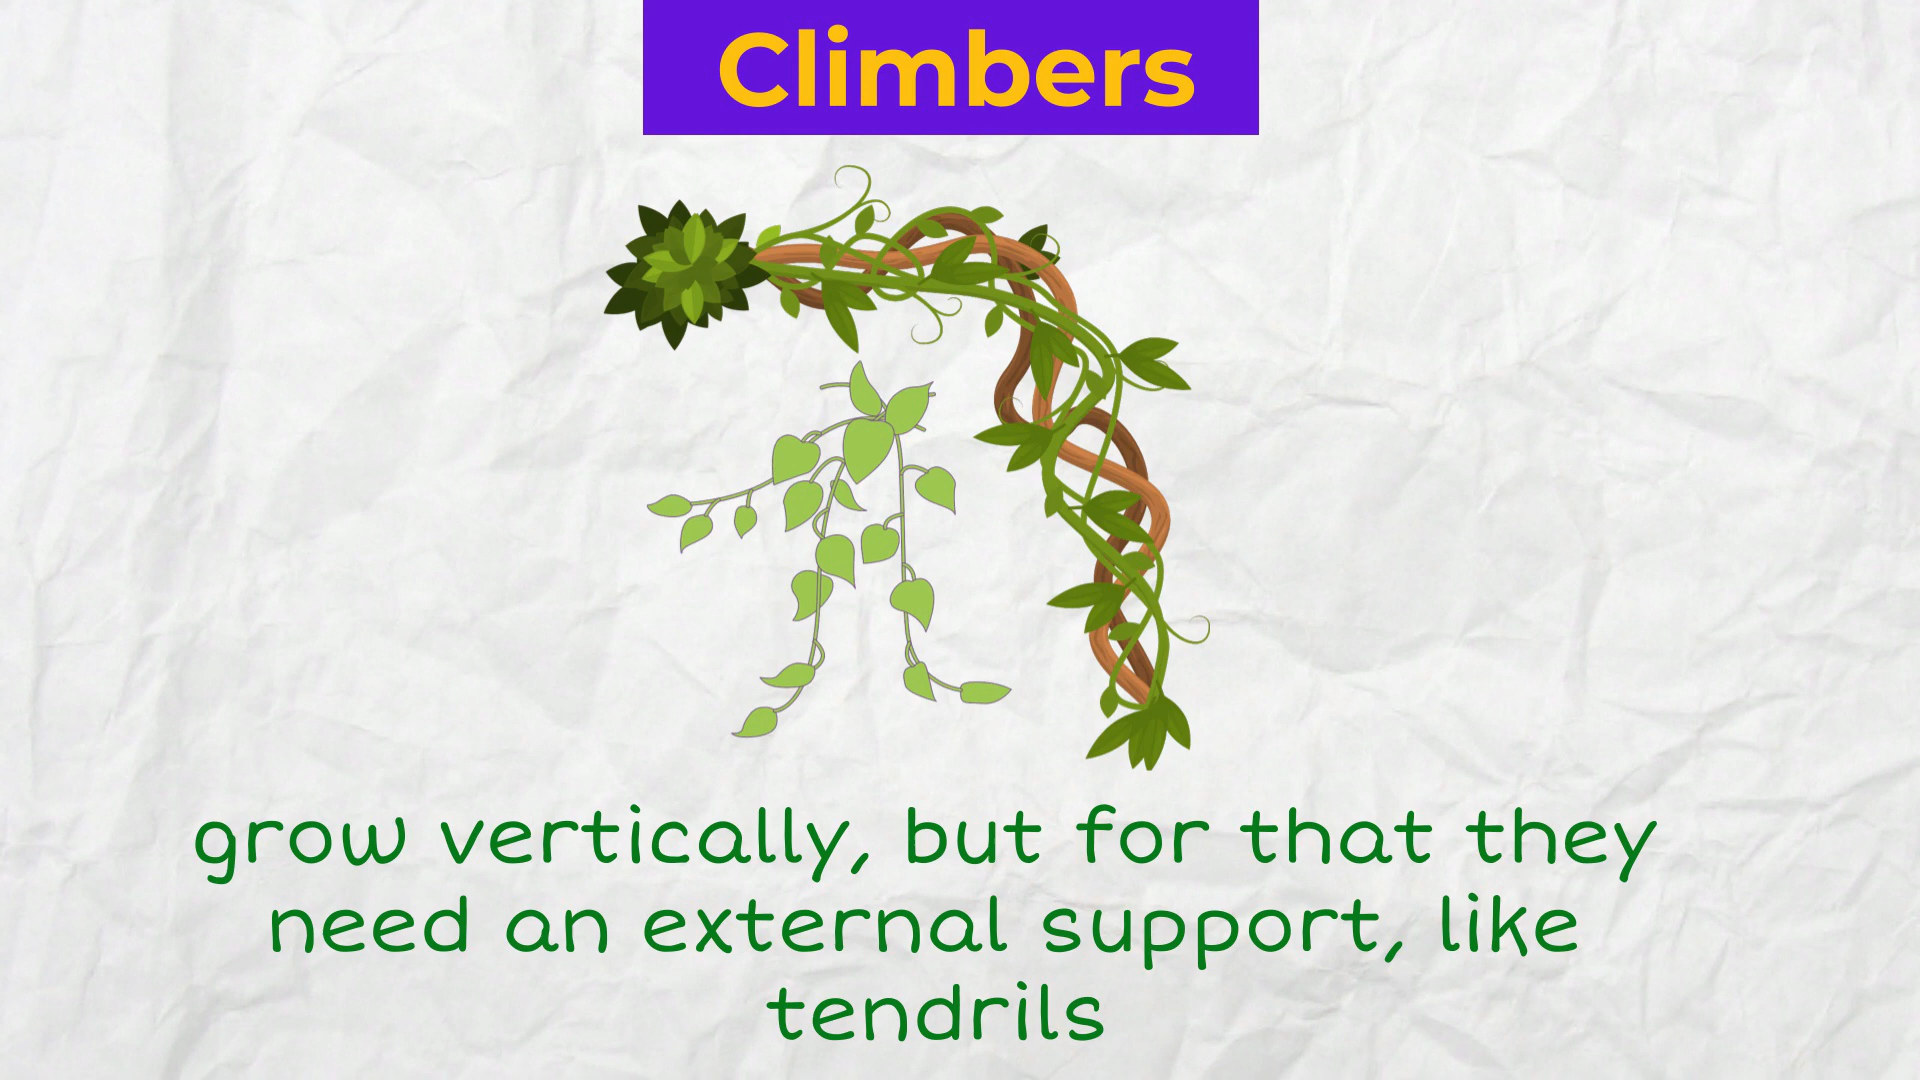 Climbers
grow vertically, but for that they
need an external support, like
tendrils